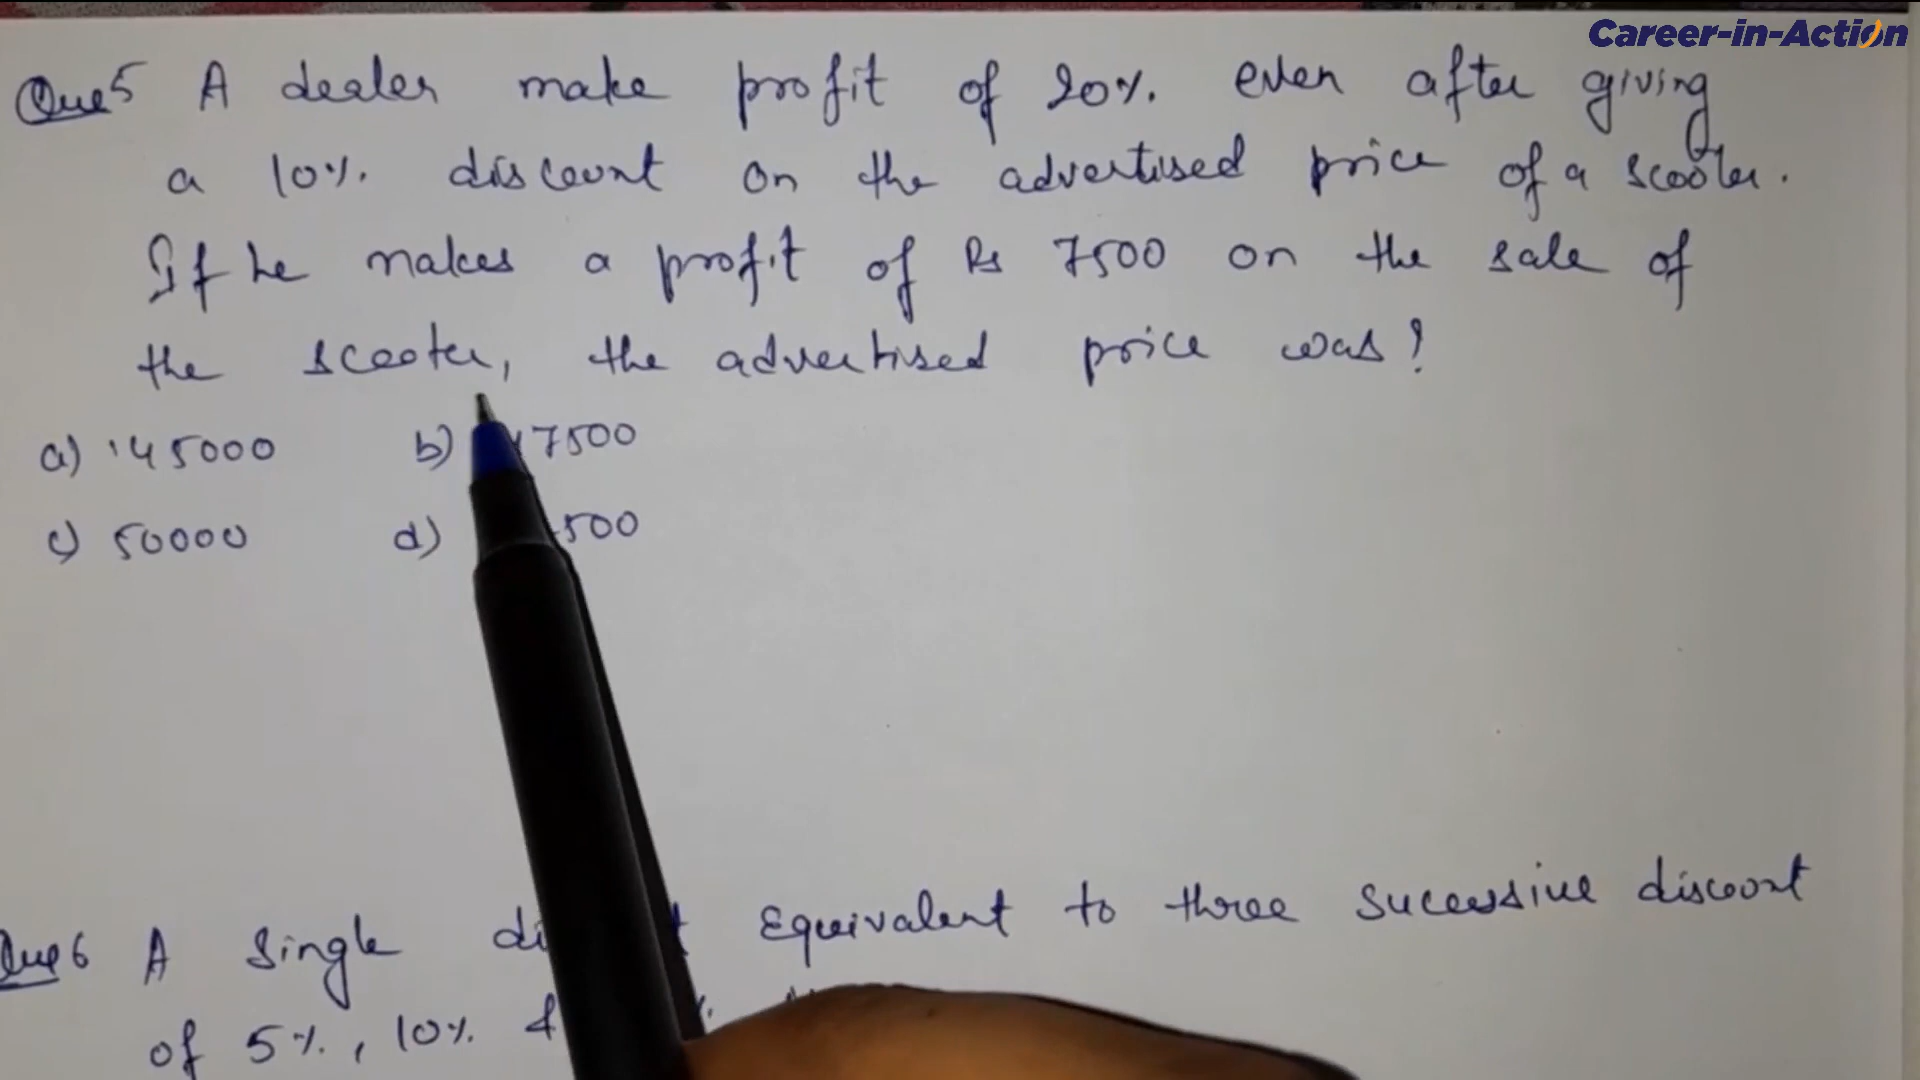 Career-in-Action
Que5 A dealer make profit of 20%. even after giving
a 10%. discount on the advertised price of a scooter.
If he makes a profit of Rs 7500 on the sale of
the scooter, the advertised price was?
a) 45000 b) 7500
c) 50000 d) 500
Que6 A Single equivalent to three sucessive discount
of 5%., 10%. &